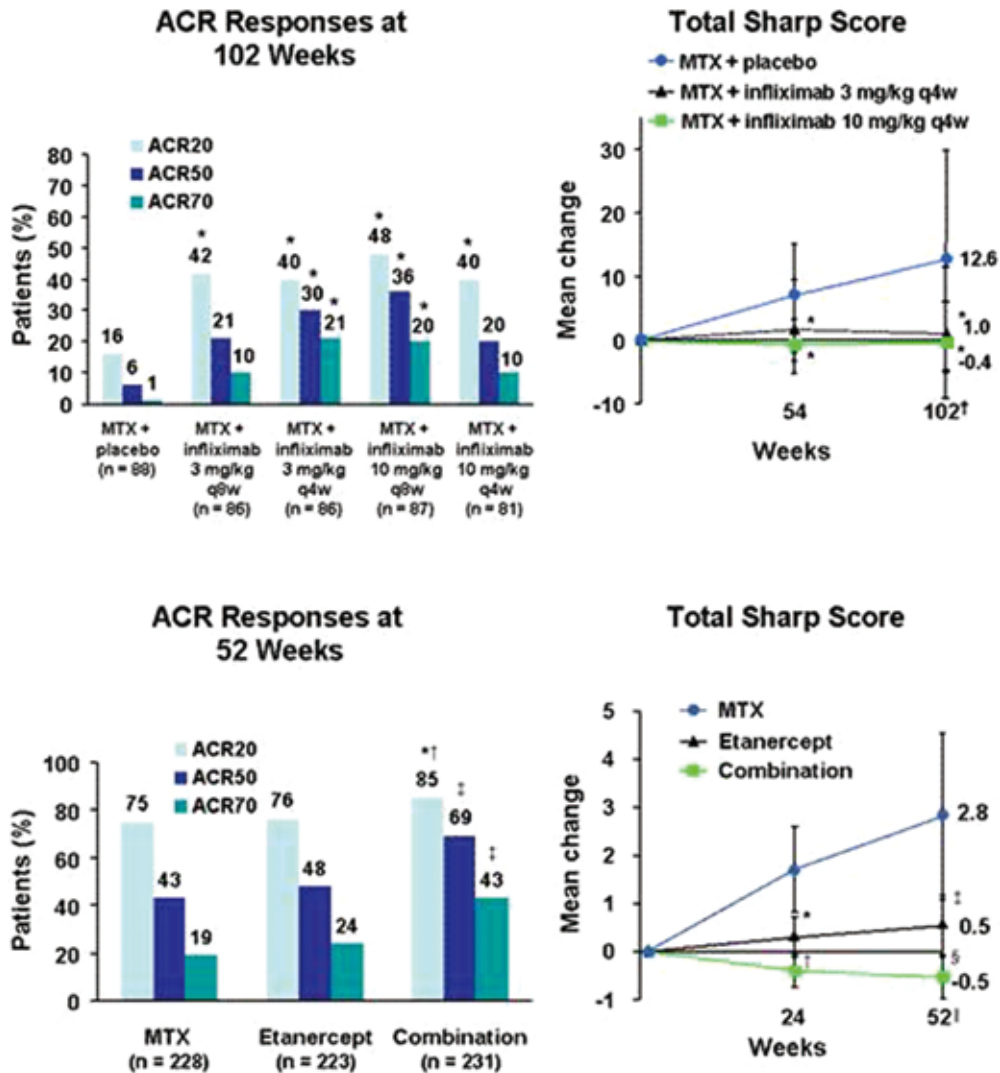 ACR Responses at
102 Weeks
ACR20
ACR50
ACR70
Patients (%)
80
70
60
50
40
30
20
10
0
16
6
1
*
42
21
10
*
40
*
30
*
21
*
48
*
36
*
20
*
40
20
10
MTX +
placebo
(n = 88)
MTX +
infliximab
3 mg/kg
q8w
(n = 86)
MTX +
infliximab
3 mg/kg
q4w
(n = 86)
MTX +
infliximab
10 mg/kg
q8w
(n = 87)
MTX +
infliximab
10 mg/kg
q4w
(n = 81)
Total Sharp Score
MTX + placebo
MTX + infliximab 3 mg/kg q4w
MTX + infliximab 10 mg/kg q4w
Mean change
30
20
10
0
-10
12.6
*
1.0
*
-0.4
*
*
54
102†
Weeks
ACR Responses at
52 Weeks
ACR20
ACR50
ACR70
Patients (%)
100
80
60
40
20
0
75
43
19
76
48
24
*†
85
‡
69
‡
43
MTX
(n = 228)
Etanercept
(n = 223)
Combination
(n = 231)
Total Sharp Score
MTX
Etanercept
Combination
Mean change
5
4
3
2
1
0
-1
2.8
‡
0.5
§
-0.5
*
†
24
52‖
Weeks